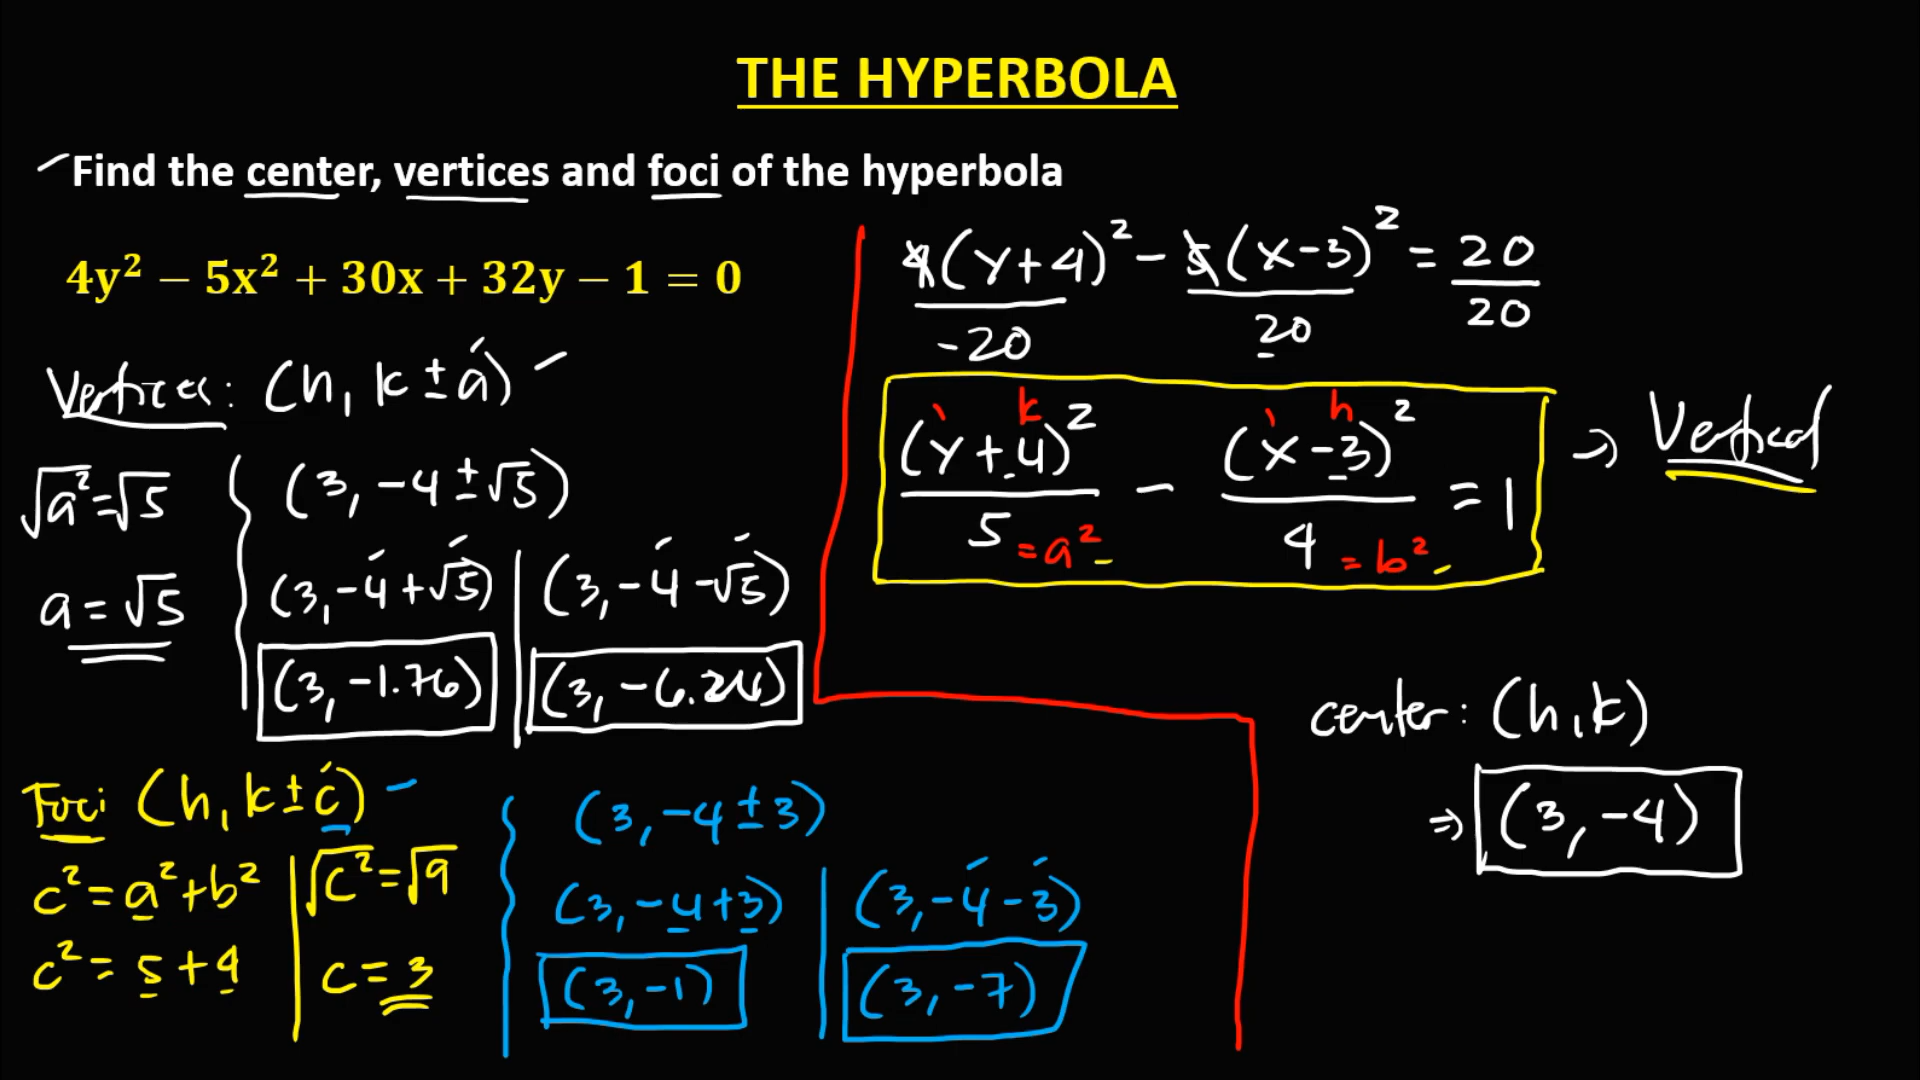 THE HYPERBOLA
Find the center, vertices and foci of the hyperbola
4y² − 5x² + 30x + 32y − 1 = 0
Vertices: (h, k ± a)
√a² = √5
a = √5
(3, -4 ± √5)
(3, -4 + √5)
(3, -1.76)
(3, -4 - √5)
(3, -6.24)
Foci (h, k ± c)
c² = a² + b²
c² = 5 + 4
√c² = √9
c = 3
(3, -4 ± 3)
(3, -4 + 3)
(3, -1)
(3, -4 - 3)
(3, -7)
4(y+4)² - 5(x-3)² = 20
-20 20 20
(y+4)² - (x-3)² = 1 ⇒ Vertical
k h
5 = a² 4 = b²
center: (h, k)
⇒ (3, -4)